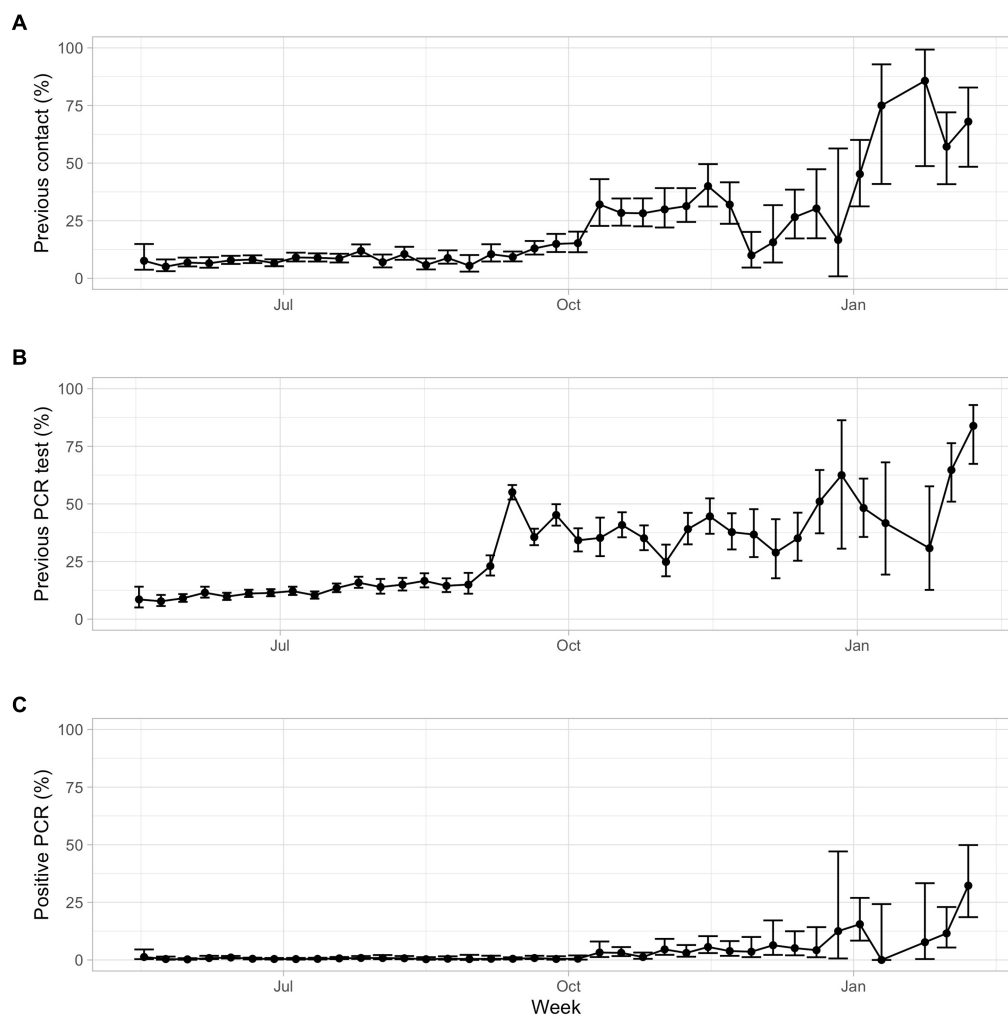 A
Previous contact (%)
100
75
50
25
0
Jul
Oct
Jan
B
Previous PCR test (%)
100
75
50
25
0
Jul
Oct
Jan
C
Positive PCR (%)
100
75
50
25
0
Jul
Oct
Jan
Week